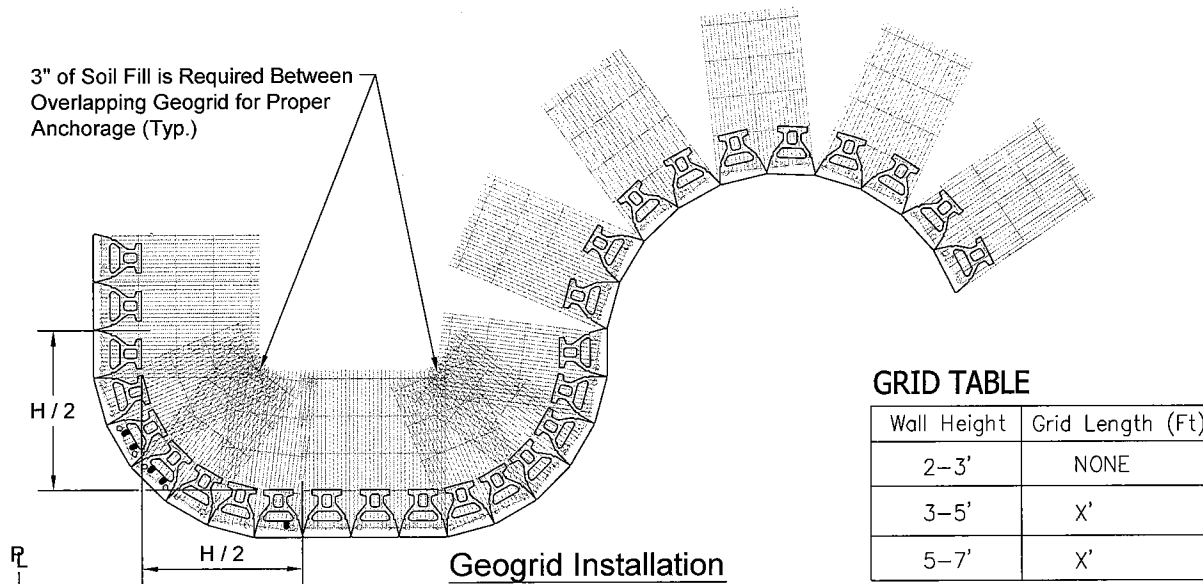 3" of Soil Fill is Required Between
Overlapping Geogrid for Proper
Anchorage (Typ.)
H / 2
H / 2
PL
Geogrid Installation
GRID TABLE
Wall Height Grid Length (Ft)
2-3' NONE
3-5' X'
5-7' X'